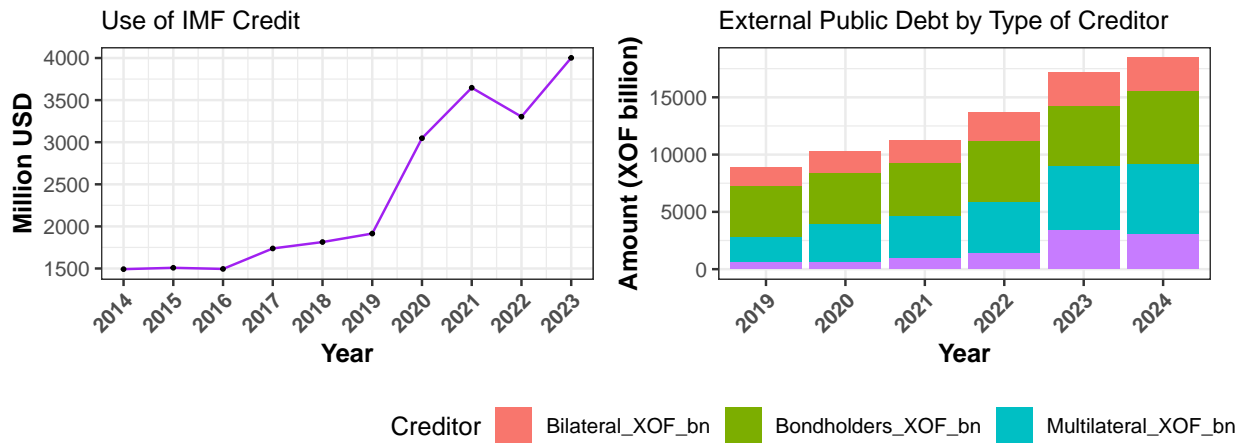 Use of IMF Credit
Million USD
4000
3500
3000
2500
2000
1500
2014 2015 2016 2017 2018 2019 2020 2021 2022 2023
Year
External Public Debt by Type of Creditor
Amount (XOF billion)
15000
10000
5000
0
2019 2020 2021 2022 2023 2024
Year
Creditor Bilateral_XOF_bn Bondholders_XOF_bn Multilateral_XOF_bn